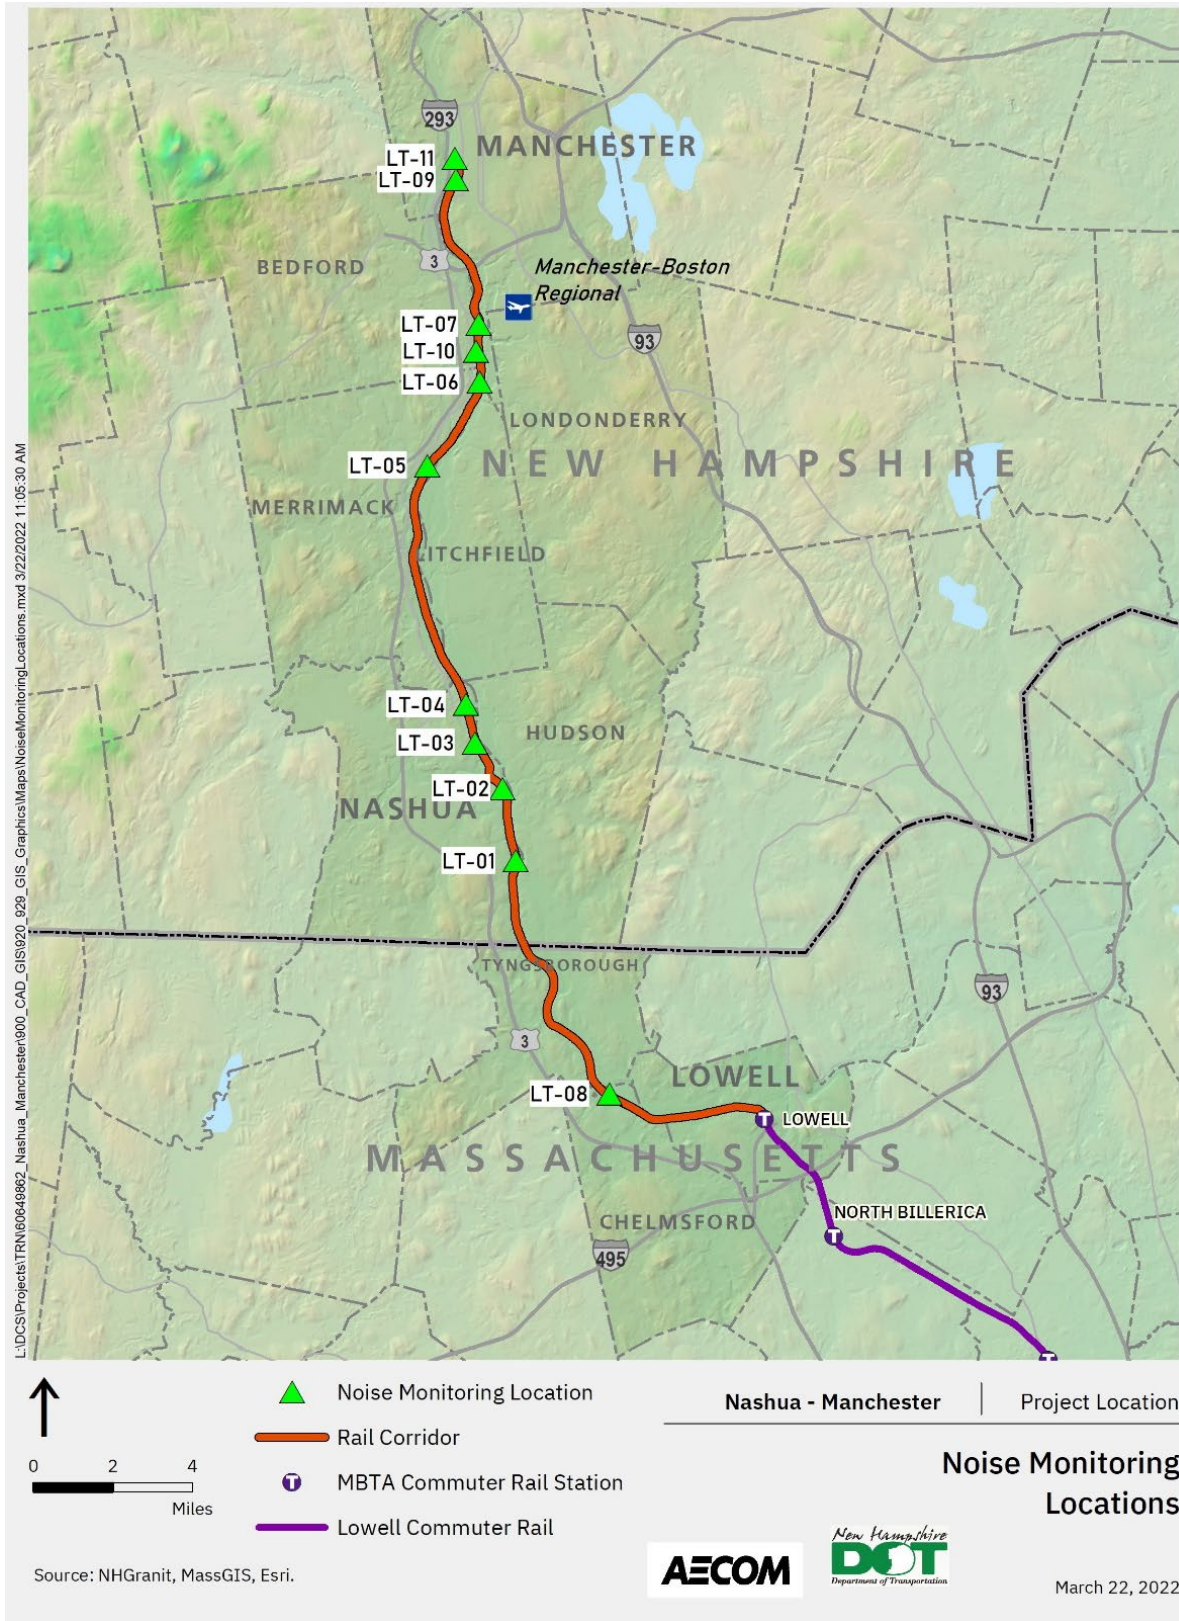 293
MANCHESTER
LT-11
LT-09
BEDFORD
3
Manchester-Boston
Regional
LT-07
93
LT-10
LT-06
LONDONDERRY
LT-05
NEW HAMPSHIRE
MERRIMACK
LITCHFIELD
LT-04
HUDSON
LT-03
LT-02
NASHUA
LT-01
TYNGSBOROUGH
93
3
LOWELL
LT-08
T LOWELL
MASSACHUSETTS
NORTH BILLERICA
T
CHELMSFORD
495
T
L:\DCS\Projects\TRN\60649862_Nashua_Manchester\900_CAD_GIS\920_929_GIS_Graphics\Maps\NoiseMonitoringLocations.mxd 3/22/2022 11:05:30 AM
0 2 4
Miles
Noise Monitoring Location
Rail Corridor
T MBTA Commuter Rail Station
Lowell Commuter Rail
Source: NHGranit, MassGIS, Esri.
Nashua - Manchester | Project Location
Noise Monitoring
Locations
AECOM
New Hampshire
DOT
Department of Transportation
March 22, 2022